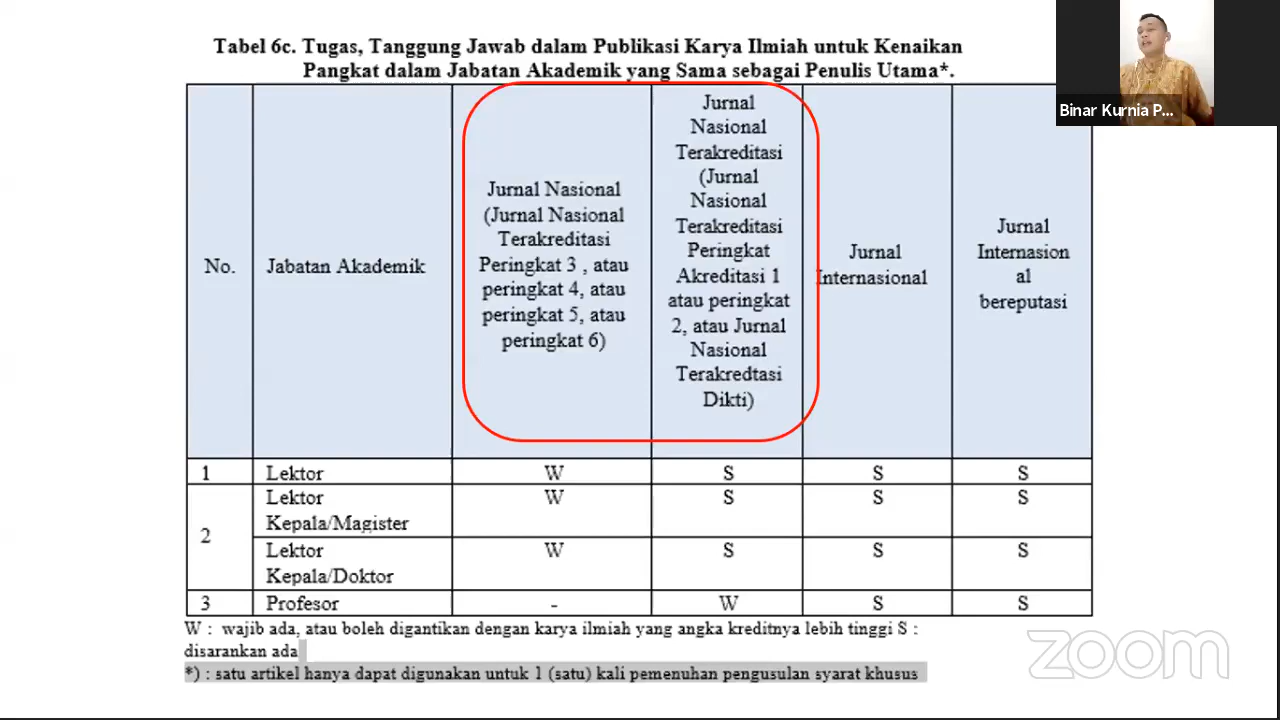 Tabel 6c. Tugas, Tanggung Jawab dalam Publikasi Karya Ilmiah untuk Kenaikan
Pangkat dalam Jabatan Akademik yang Sama sebagai Penulis Utama*.
Binar Kurnia P...
No.
Jabatan Akademik
Jurnal Nasional
(Jurnal Nasional
Terakreditasi
Peringkat 3 , atau
peringkat 4, atau
peringkat 5, atau
peringkat 6)
Jurnal
Nasional
Terakreditasi
(Jurnal
Nasional
Terakreditasi
Peringkat
Akreditasi 1
atau peringkat
2, atau Jurnal
Nasional
Terakredtasi
Dikti)
Jurnal
Internasional
Jurnal
Internasion
al
bereputasi
1 Lektor W S S S
2
Lektor W S S S
Kepala/Magister
Lektor W S S S
Kepala/Doktor
3 Profesor - W S S
W : wajib ada, atau boleh digantikan dengan karya ilmiah yang angka kreditnya lebih tinggi S :
disarankan ada
*) : satu artikel hanya dapat digunakan untuk 1 (satu) kali pemenuhan pengusulan syarat khusus
zoom